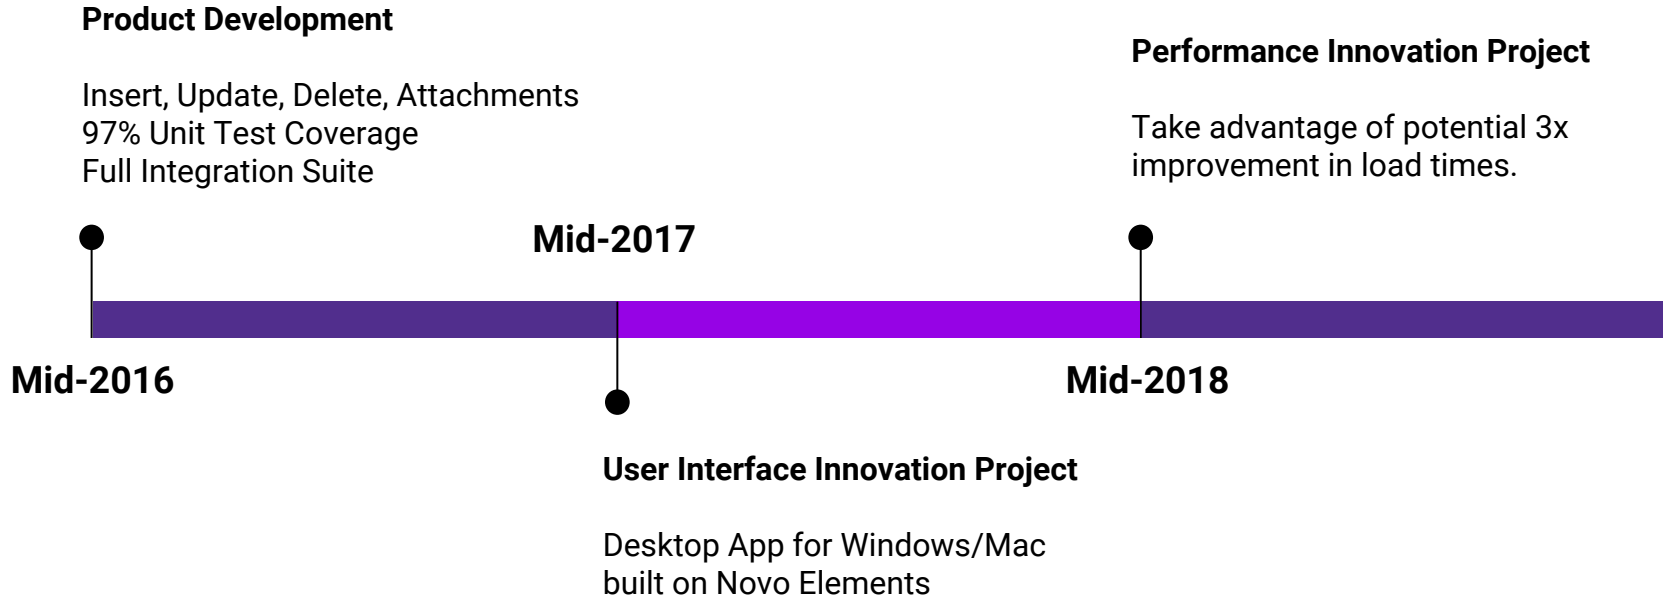 Product Development
Insert, Update, Delete, Attachments
97% Unit Test Coverage
Full Integration Suite
Performance Innovation Project
Take advantage of potential 3x
improvement in load times.
Mid-2017
Mid-2016
Mid-2018
User Interface Innovation Project
Desktop App for Windows/Mac
built on Novo Elements